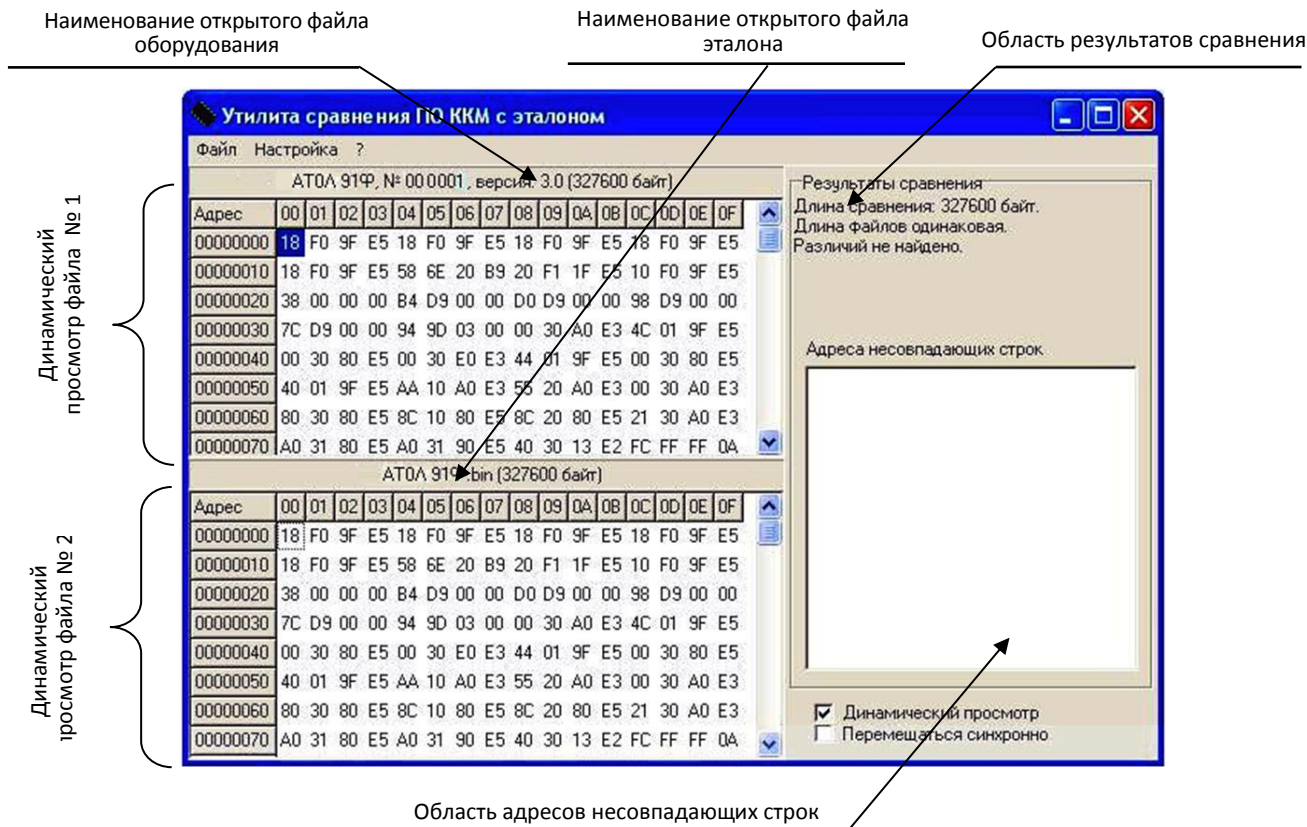 Наименование открытого файла
оборудования
Наименование открытого файла
эталона
Область результатов сравнения
Утилита сравнения ПО ККМ с эталоном
Файл Настройка ?
АТОЛ 91Ф, № 000001, версия: 3.0 (327600 байт)
Адрес 00 01 02 03 04 05 06 07 08 09 0A 0B 0C 0D 0E 0F
00000000 18 F0 9F E5 18 F0 9F E5 18 F0 9F E5 18 F0 9F E5
00000010 18 F0 9F E5 58 6E 20 B9 20 F1 1F E5 10 F0 9F E5
00000020 38 00 00 00 B4 D9 00 00 D0 D9 00 00 98 D9 00 00
00000030 7C D9 00 00 94 9D 03 00 00 30 A0 E3 4C 01 9F E5
00000040 00 30 80 E5 00 30 E0 E3 44 01 9F E5 00 30 80 E5
00000050 40 01 9F E5 AA 10 A0 E3 55 20 A0 E3 00 30 A0 E3
00000060 80 30 80 E5 8C 10 80 E5 8C 20 80 E5 21 30 A0 E3
00000070 A0 31 80 E5 A0 31 90 E5 40 30 13 E2 FC FF FF 0A
Динамический
просмотр файла № 1
АТОЛ 91Ф.bin (327600 байт)
Адрес 00 01 02 03 04 05 06 07 08 09 0A 0B 0C 0D 0E 0F
00000000 18 F0 9F E5 18 F0 9F E5 18 F0 9F E5 18 F0 9F E5
00000010 18 F0 9F E5 58 6E 20 B9 20 F1 1F E5 10 F0 9F E5
00000020 38 00 00 00 B4 D9 00 00 D0 D9 00 00 98 D9 00 00
00000030 7C D9 00 00 94 9D 03 00 00 30 A0 E3 4C 01 9F E5
00000040 00 30 80 E5 00 30 E0 E3 44 01 9F E5 00 30 80 E5
00000050 40 01 9F E5 AA 10 A0 E3 55 20 A0 E3 00 30 A0 E3
00000060 80 30 80 E5 8C 10 80 E5 8C 20 80 E5 21 30 A0 E3
00000070 A0 31 80 E5 A0 31 90 E5 40 30 13 E2 FC FF FF 0A
Динамический
просмотр файла № 2
Результаты сравнения
Длина сравнения: 327600 байт.
Длина файлов одинаковая.
Различий не найдено.
Адреса несовпадающих строк
Динамический просмотр
Перемещаться синхронно
Область адресов несовпадающих строк